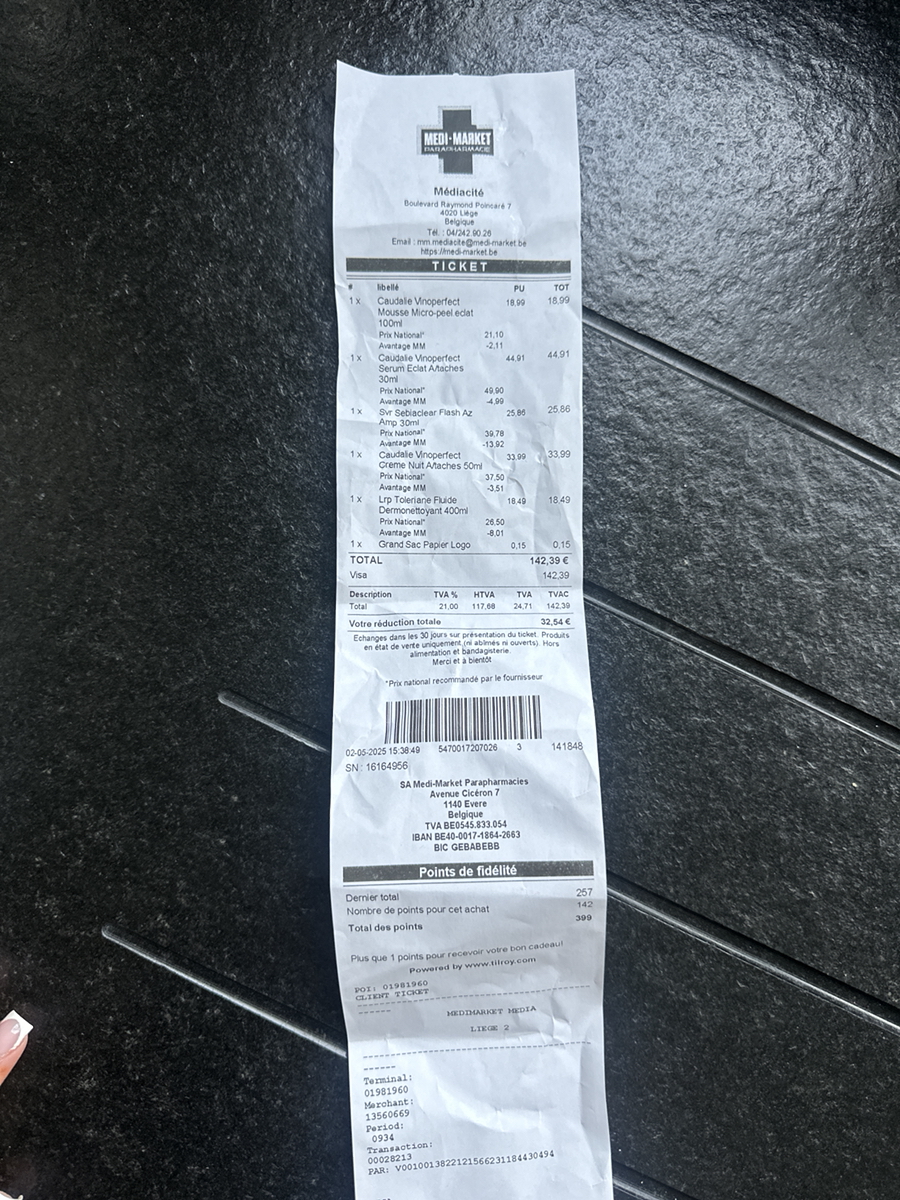 MEDI-MARKET
PARAPHARMACIE
Médiacité
Boulevard Raymond Poincaré 7
4020 Liège
Belgique
Tél. : 04/242.90.26
Email : mm.mediacite@medi-market.be
https://medi-market.be
TICKET
# libellé PU TOT
1 x Caudalie Vinoperfect 18,99 18,99
Mousse Micro-peel eclat
100ml
Prix National* 21,10
Avantage MM -2,11
1 x Caudalie Vinoperfect 44,91 44,91
Serum Eclat A/taches
30ml
Prix National* 49,90
Avantage MM -4,99
1 x Svr Sebiaclear Flash Az 25,86 25,86
Amp 30ml
Prix National* 39,78
Avantage MM -13,92
1 x Caudalie Vinoperfect 33,99 33,99
Creme Nuit A/taches 50ml
Prix National* 37,50
Avantage MM -3,51
1 x Lrp Toleriane Fluide 18,49 18,49
Dermonettoyant 400ml
Prix National* 26,50
Avantage MM -8,01
1 x Grand Sac Papier Logo 0,15 0,15
TOTAL 142,39 €
Visa 142,39
Description TVA % HTVA TVA TVAC
Total 21,00 117,68 24,71 142,39
Votre réduction totale 32,54 €
Echanges dans les 30 jours sur présentation du ticket. Produits
en état de vente uniquement (ni abîmés ni ouverts). Hors
alimentation et bandagisterie.
Merci et à bientôt
*Prix national recommandé par le fournisseur
02-05-2025 15:38:49 5470017207026 3 141848
SN : 16164956
SA Medi-Market Parapharmacies
Avenue Cicéron 7
1140 Evere
Belgique
TVA BE0545.833.054
IBAN BE40-0017-1864-2663
BIC GEBABEBB
Points de fidélité
Dernier total 257
Nombre de points pour cet achat 142
Total des points 399
Plus que 1 points pour recevoir votre bon cadeau!
Powered by www.tilroy.com
POI: 01981960
CLIENT TICKET
MEDIMARKET MEDIA
LIEGE 2
Terminal:
01981960
Merchant:
13560669
Period:
0934
Transaction:
00028213
PAR: V0010013822121566231184430494